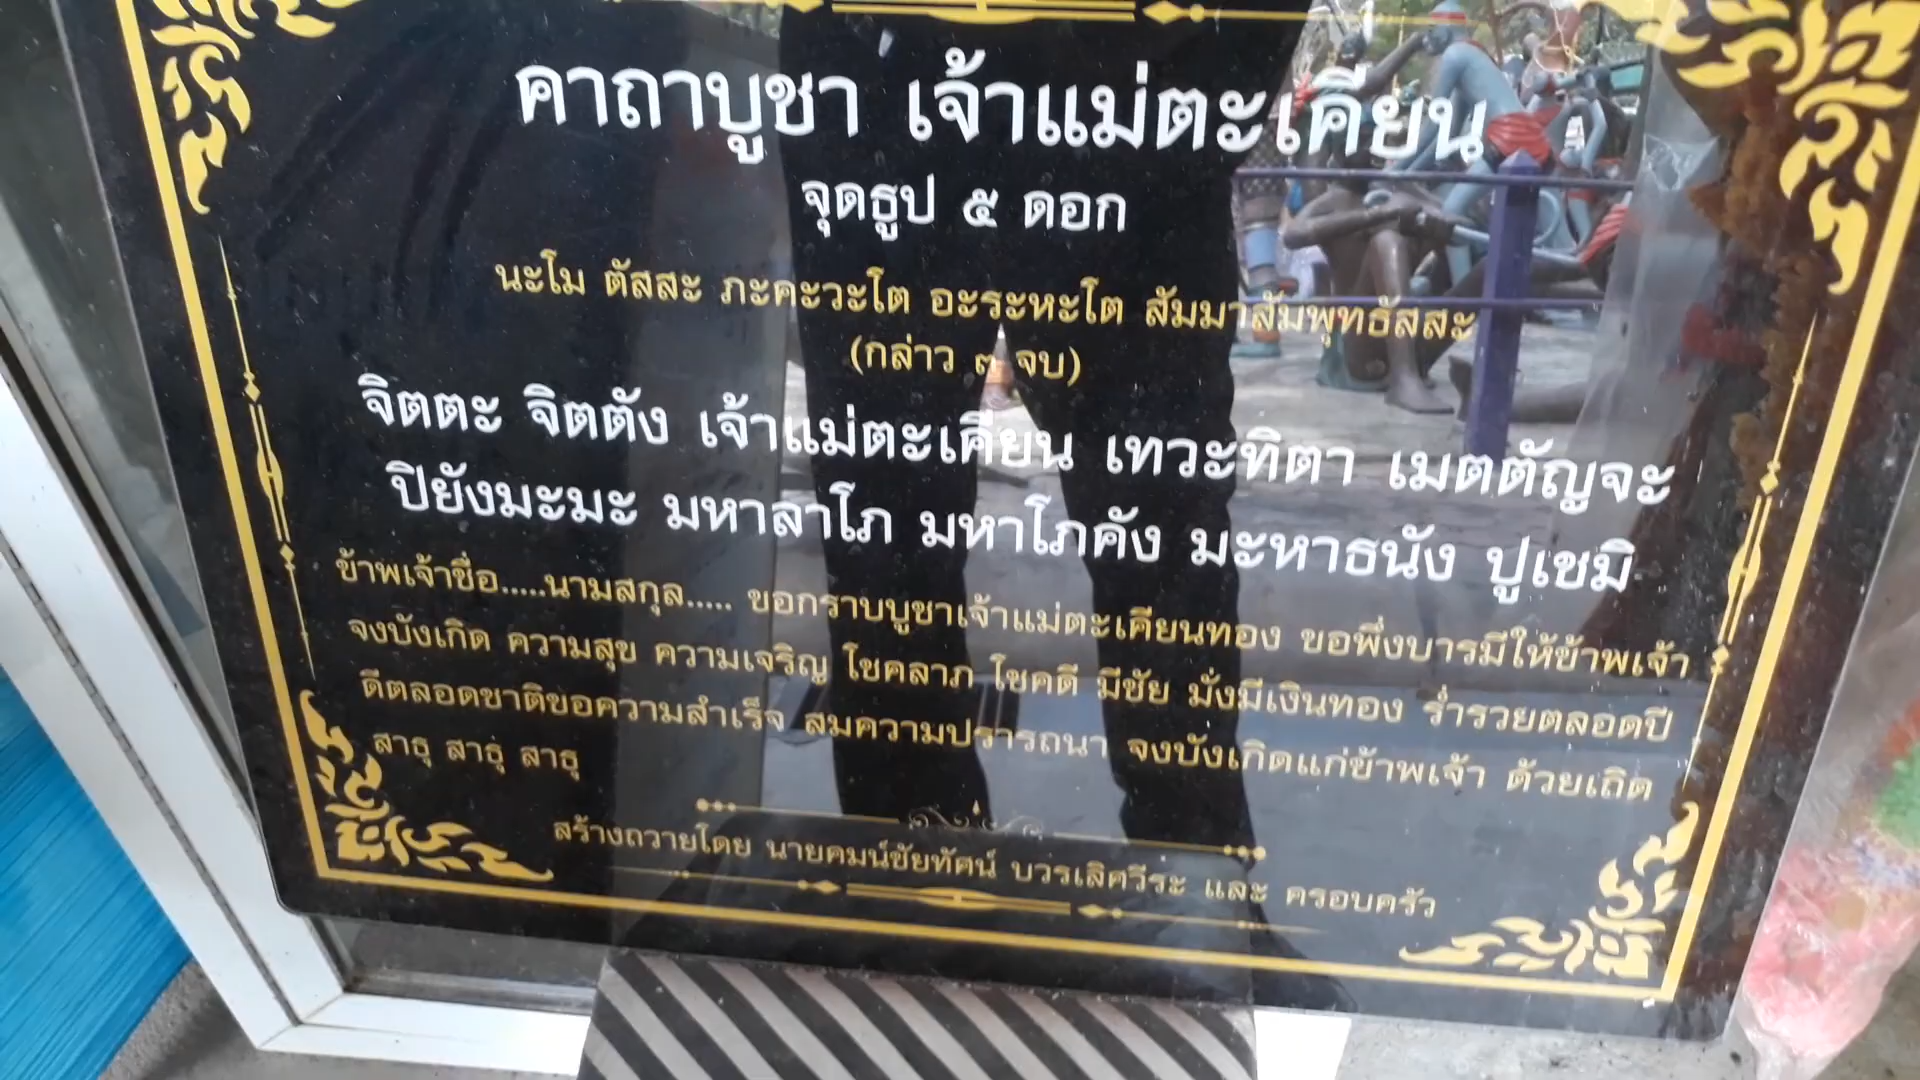 คาถาบูชา เจ้าแม่ตะเคียน
จุดธูป ๕ ดอก
นะโม ตัสสะ ภะคะวะโต อะระหะโต สัมมาสัมพุทธัสสะ
(กล่าว ๓ จบ)
จิตตะ จิตตัง เจ้าแม่ตะเคียน เทวะทิตา เมตตัญจะ
ปิยังมะมะ มหาลาโภ มหาโภคัง มะหาธนัง ปูเชมิ
ข้าพเจ้าชื่อ.....นามสกุล..... ขอกราบบูชาเจ้าแม่ตะเคียนทอง ขอพึ่งบารมีให้ข้าพเจ้า
จงบังเกิด ความสุข ความเจริญ โชคลาภ โชคดี มีชัย มั่งมีเงินทอง ร่ำรวยตลอดปี
ดีตลอดชาติขอความสำเร็จ สมความปรารถนา จงบังเกิดแก่ข้าพเจ้า ด้วยเถิด
สาธุ สาธุ สาธุ
สร้างถวายโดย นายคมน์ชัยทัศน์ บวรเลิศวีระ และ ครอบครัว